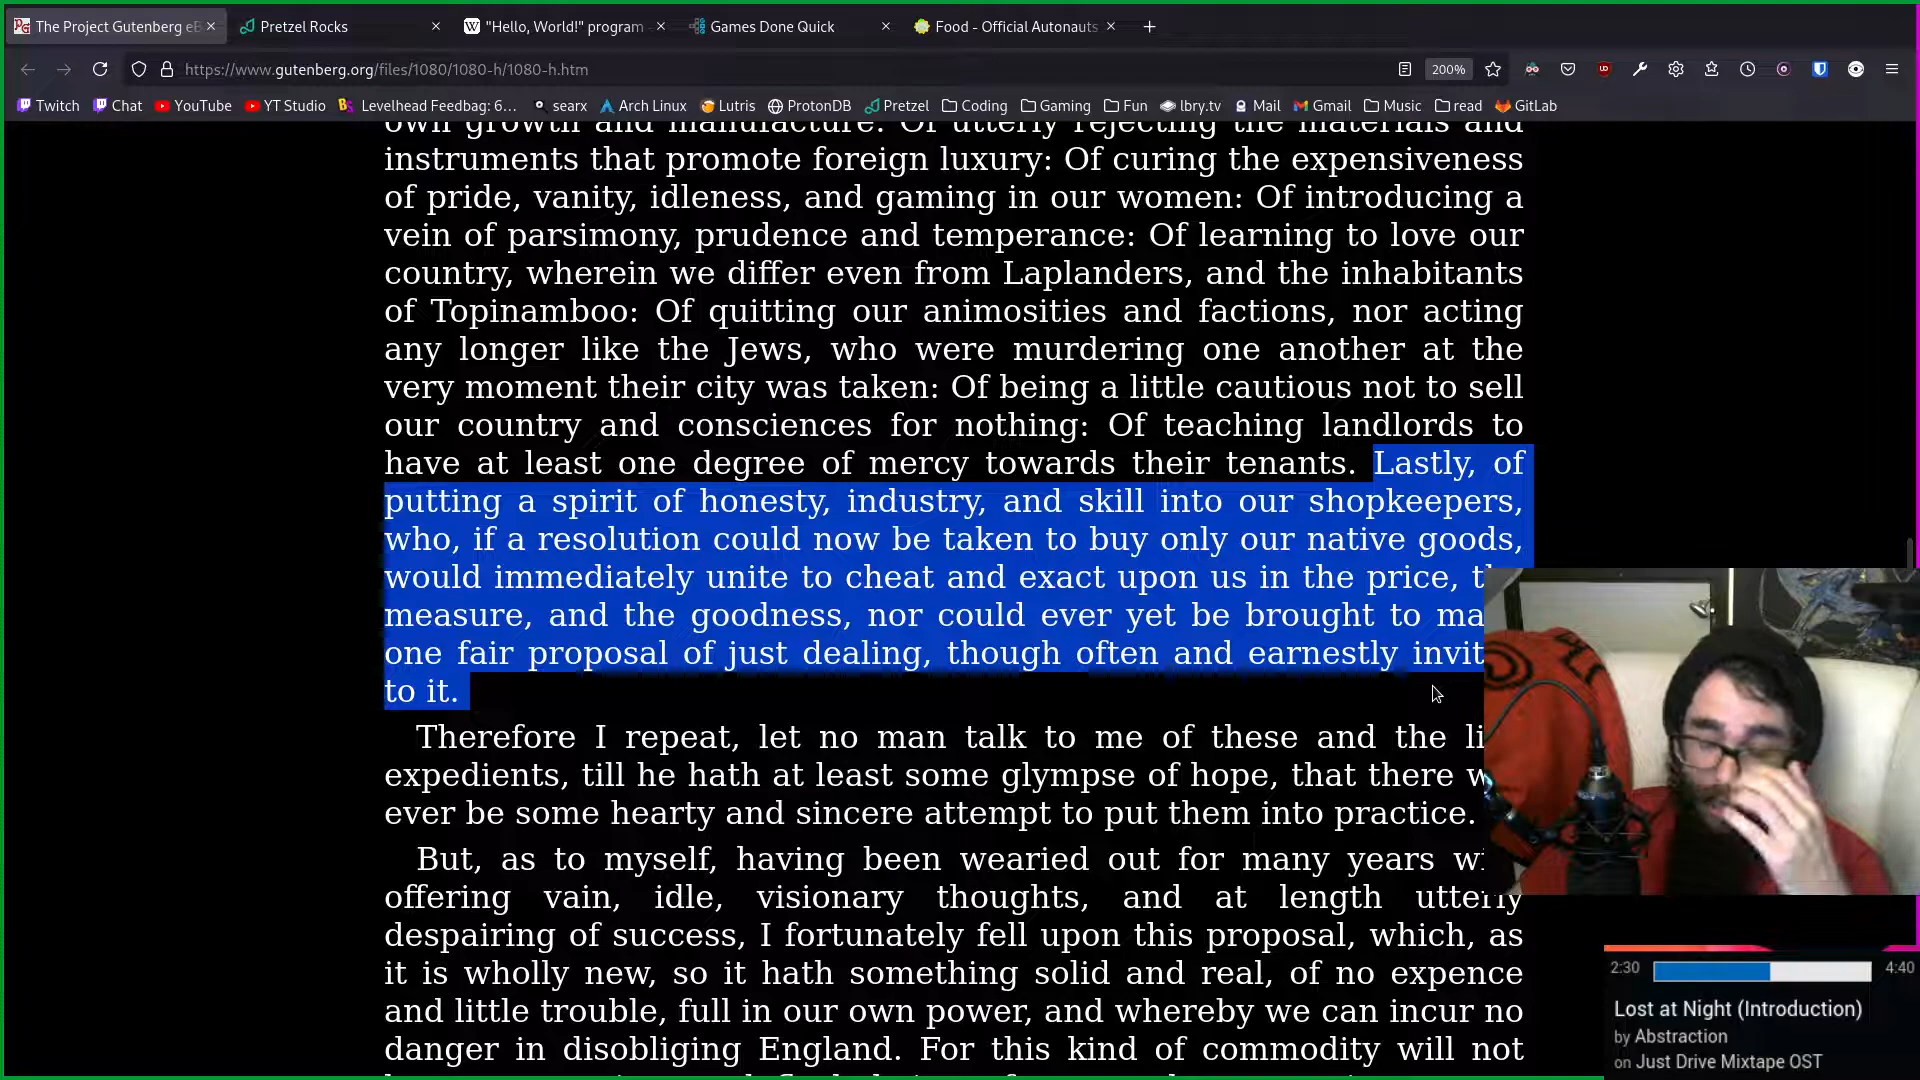 The Project Gutenberg eB
Pretzel Rocks
"Hello, World!" program -
Games Done Quick
Food - Official Autonauts
https://www.gutenberg.org/files/1080/1080-h/1080-h.htm
200%
Twitch
Chat
YouTube
YT Studio
Levelhead Feedbag: 6…
searx
Arch Linux
Lutris
ProtonDB
Pretzel
Coding
Gaming
Fun
lbry.tv
Mail
Gmail
Music
read
GitLab
own growth and manufacture: Of utterly rejecting the materials and
instruments that promote foreign luxury: Of curing the expensiveness
of pride, vanity, idleness, and gaming in our women: Of introducing a
vein of parsimony, prudence and temperance: Of learning to love our
country, wherein we differ even from Laplanders, and the inhabitants
of Topinamboo: Of quitting our animosities and factions, nor acting
any longer like the Jews, who were murdering one another at the
very moment their city was taken: Of being a little cautious not to sell
our country and consciences for nothing: Of teaching landlords to
have at least one degree of mercy towards their tenants. Lastly, of
putting a spirit of honesty, industry, and skill into our shopkeepers,
who, if a resolution could now be taken to buy only our native goods,
would immediately unite to cheat and exact upon us in the price,
measure, and the goodness, nor could ever yet be brought to
one fair proposal of just dealing, though often and earnestly
to it.
Therefore I repeat, let no man talk to me of these and the
expedients, till he hath at least some glympse of hope, that there
ever be some hearty and sincere attempt to put them into practice.
But, as to myself, having been wearied out for many years
offering vain, idle, visionary thoughts, and at length utterly
despairing of success, I fortunately fell upon this proposal, which, as
it is wholly new, so it hath something solid and real, of no expence
and little trouble, full in our own power, and whereby we can incur no
danger in disobliging England. For this kind of commodity will not
2:30
4:40
Lost at Night (Introduction)
by Abstraction
on Just Drive Mixtape OST